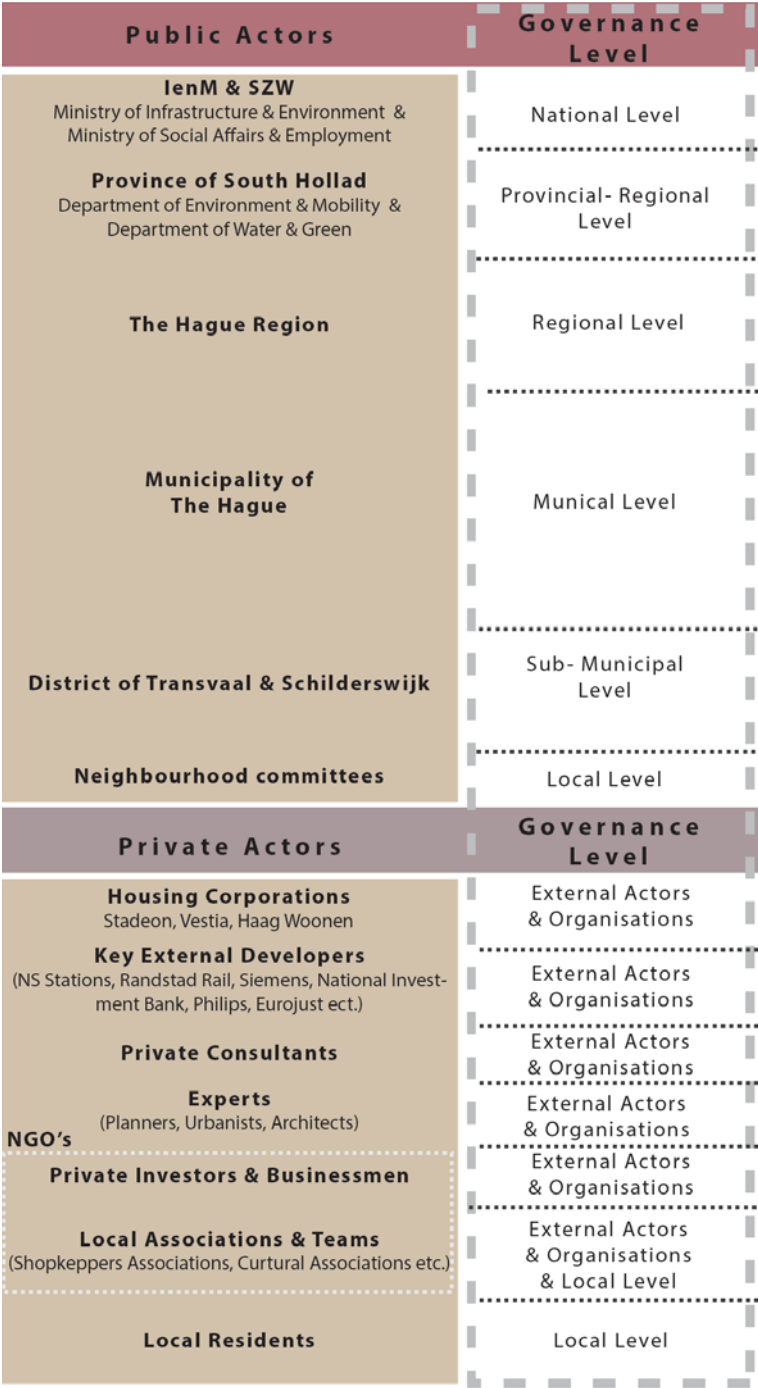 Public Actors
Governance
Level
IenM & SZW
Ministry of Infrastructure & Environment &
Ministry of Social Affairs & Employment
National Level
Province of South Hollad
Department of Environment & Mobility &
Department of Water & Green
Provincial- Regional
Level
The Hague Region
Regional Level
Municipality of
The Hague
Munical Level
District of Transvaal & Schilderswijk
Sub- Municipal
Level
Neighbourhood committees
Local Level
Private Actors
Governance
Level
Housing Corporations
Stadeon, Vestia, Haag Woonen
External Actors
& Organisations
Key External Developers
(NS Stations, Randstad Rail, Siemens, National Invest-
ment Bank, Philips, Eurojust ect.)
External Actors
& Organisations
Private Consultants
External Actors
& Organisations
Experts
(Planners, Urbanists, Architects)
External Actors
& Organisations
NGO's
Private Investors & Businessmen
External Actors
& Organisations
Local Associations & Teams
(Shopkeppers Associations, Curtural Associations etc.)
External Actors
& Organisations
& Local Level
Local Residents
Local Level